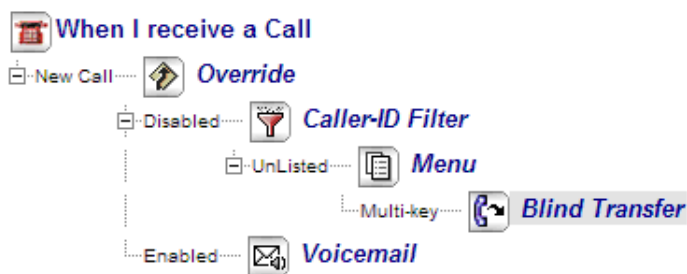 When I receive a Call
New Call Override
Disabled Caller-ID Filter
UnListed Menu
Multi-key Blind Transfer
Enabled Voicemail